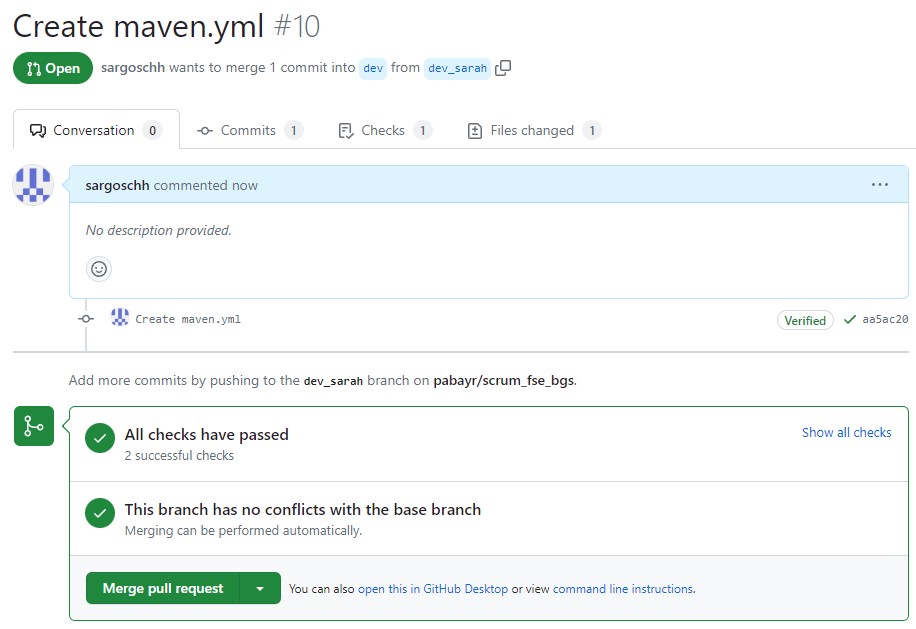 Create maven.yml #10
Open sargoschh wants to merge 1 commit into dev from dev_sarah
Conversation 0 Commits 1 Checks 1 Files changed 1
sargoschh commented now
No description provided.
Create maven.yml Verified aa5ac20
Add more commits by pushing to the dev_sarah branch on pabayr/scrum_fse_bgs.
All checks have passed Show all checks
2 successful checks
This branch has no conflicts with the base branch
Merging can be performed automatically.
Merge pull request You can also open this in GitHub Desktop or view command line instructions.